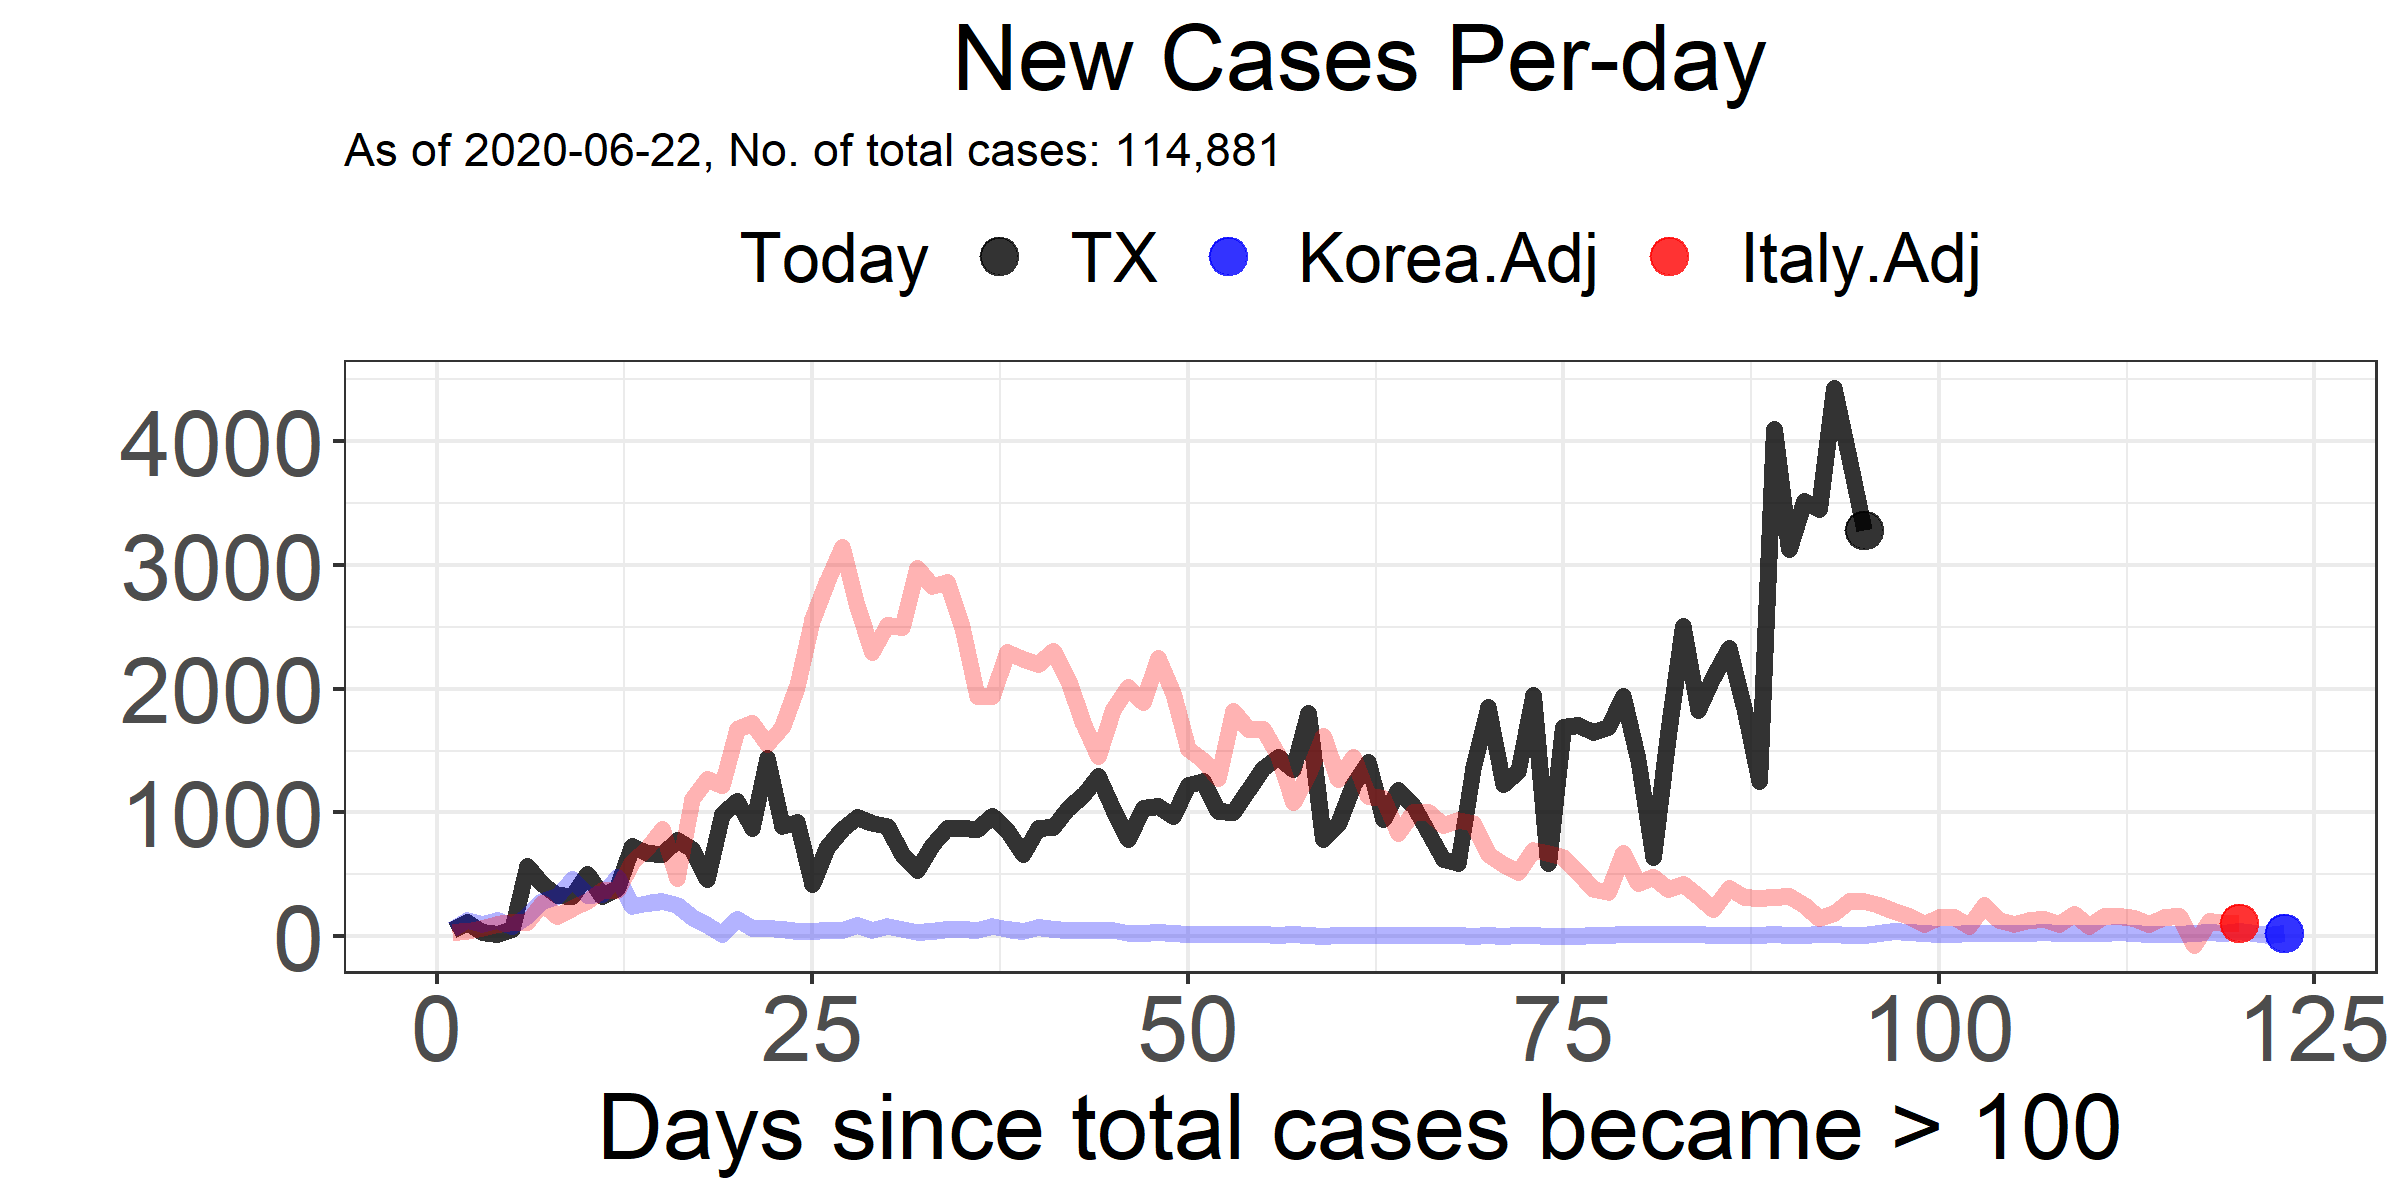 New Cases Per-day
As of 2020-06-22, No. of total cases: 114,881
Today TX Korea.Adj Italy.Adj
4000
3000
2000
1000
0
0 25 50 75 100 125
Days since total cases became > 100